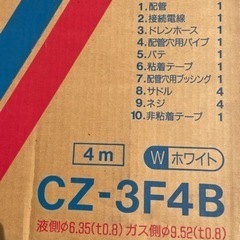 1. 配管 1
2. 接続電線 1
3. ドレンホース 1
4. 配管穴用パイプ 1
5. パテ 1
6. 粘着テープ 1
7. 配管穴用ブッシング 1
8. サドル 4
9. ネジ 4
10. 非粘着テープ 1
4m Ⓦホワイト
CZ-3F4B
液側φ6.35(t0.8) ガス側φ9.52(t0.8)